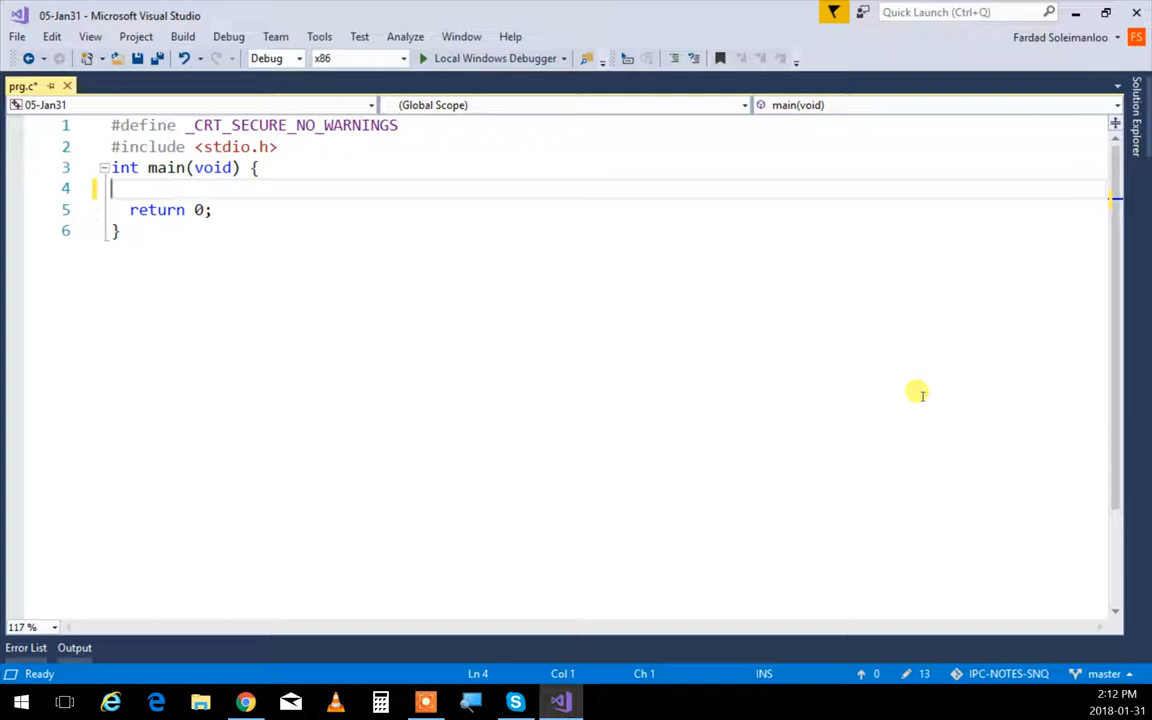 05-Jan31 - Microsoft Visual Studio
Quick Launch (Ctrl+Q)
File Edit View Project Build Debug Team Tools Test Analyze Window Help
Fardad Soleimanloo FS
Debug x86 Local Windows Debugger
prg.c*
05-Jan31 (Global Scope) main(void)
Solution Explorer
1 #define _CRT_SECURE_NO_WARNINGS
2 #include <stdio.h>
3 int main(void) {
4
5 return 0;
6 }
117 %
Error List Output
Ready Ln 4 Col 1 Ch 1 INS 0 13 IPC-NOTES-SNQ master
2:12 PM
2018-01-31